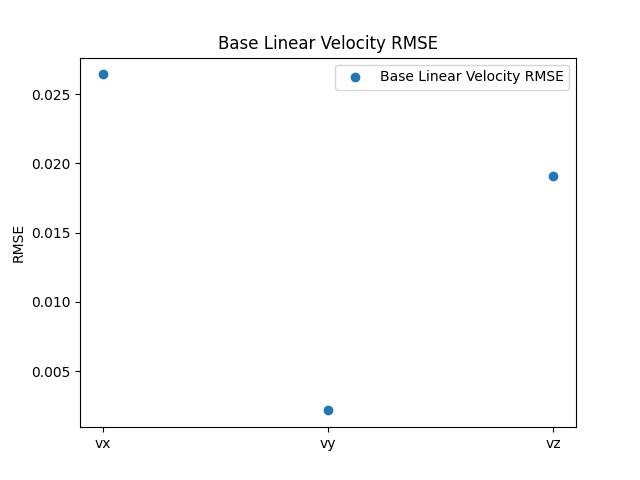 Base Linear Velocity RMSE
Base Linear Velocity RMSE
0.025
0.020
0.015
0.010
0.005
RMSE
vx
vy
vz